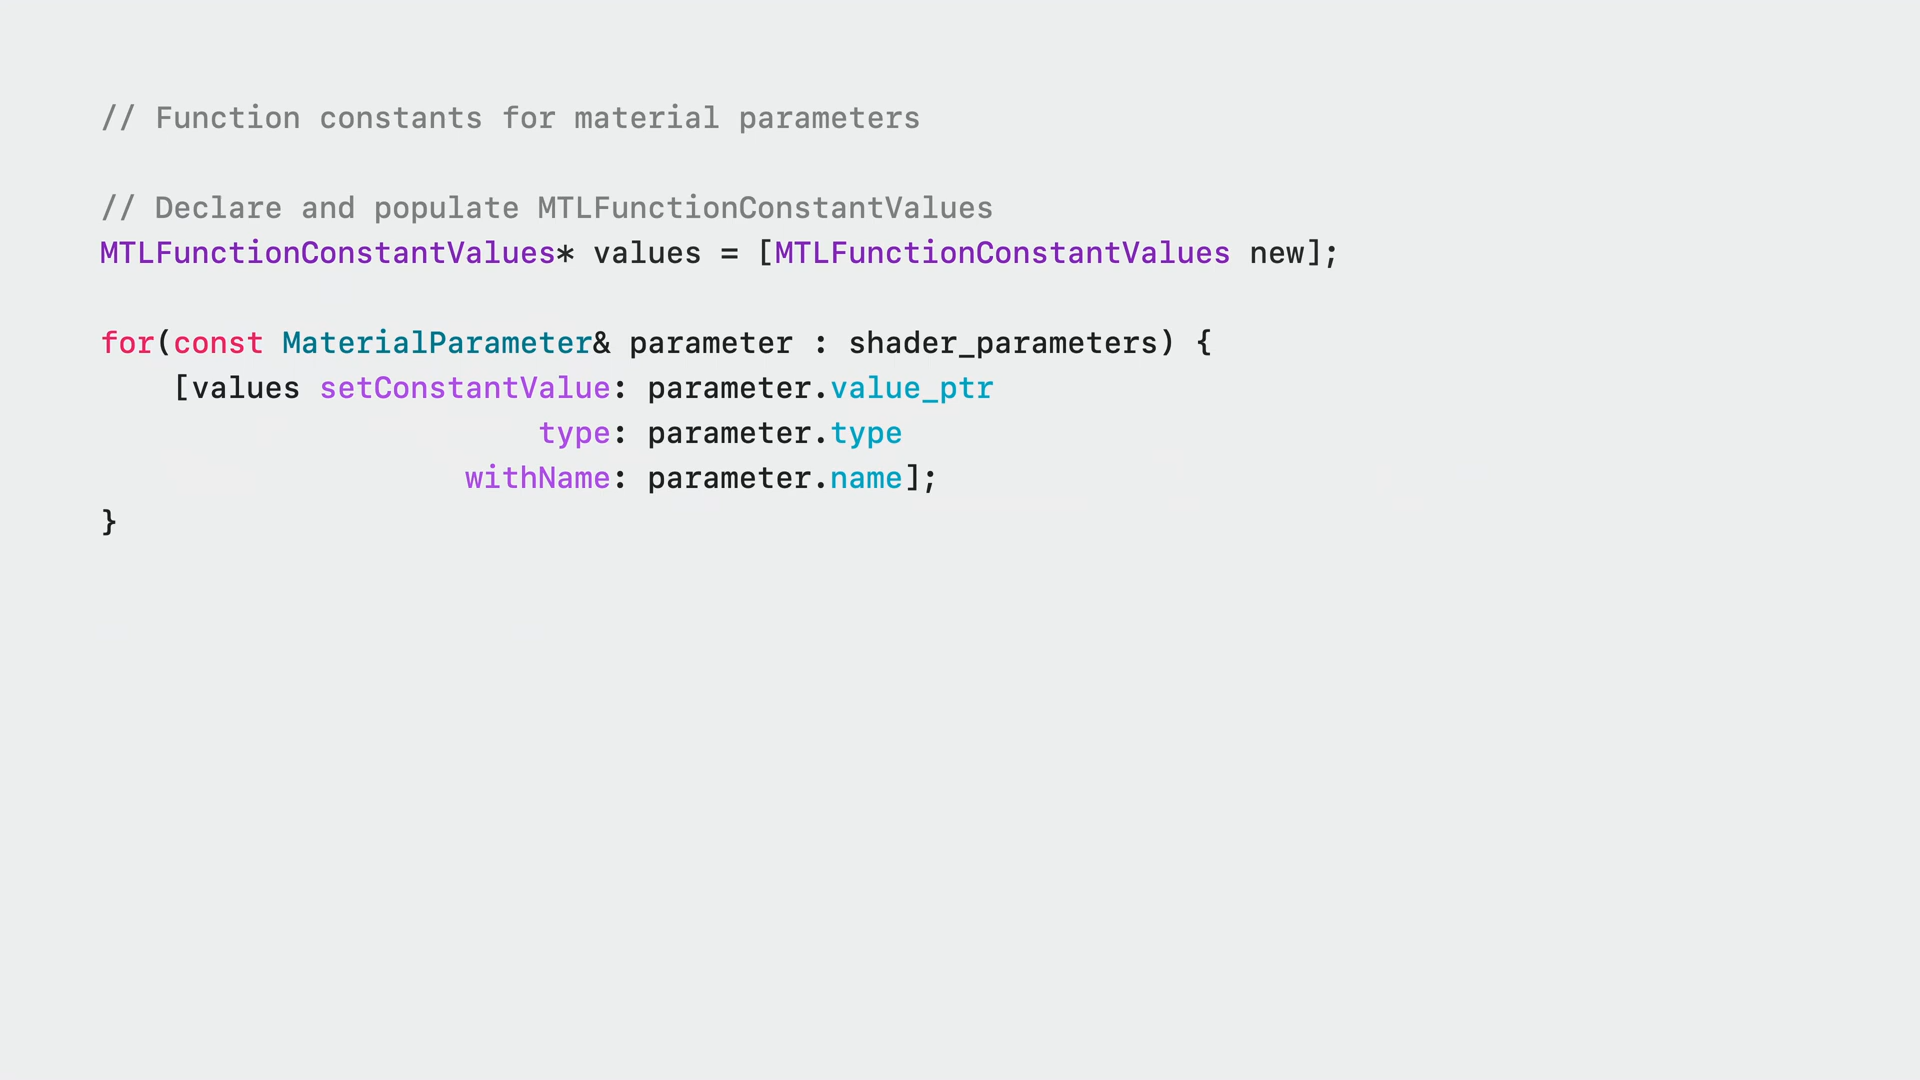 // Function constants for material parameters
// Declare and populate MTLFunctionConstantValues
MTLFunctionConstantValues* values = [MTLFunctionConstantValues new];
for(const MaterialParameter& parameter : shader_parameters) {
    [values setConstantValue: parameter.value_ptr
                        type: parameter.type
                    withName: parameter.name];
}